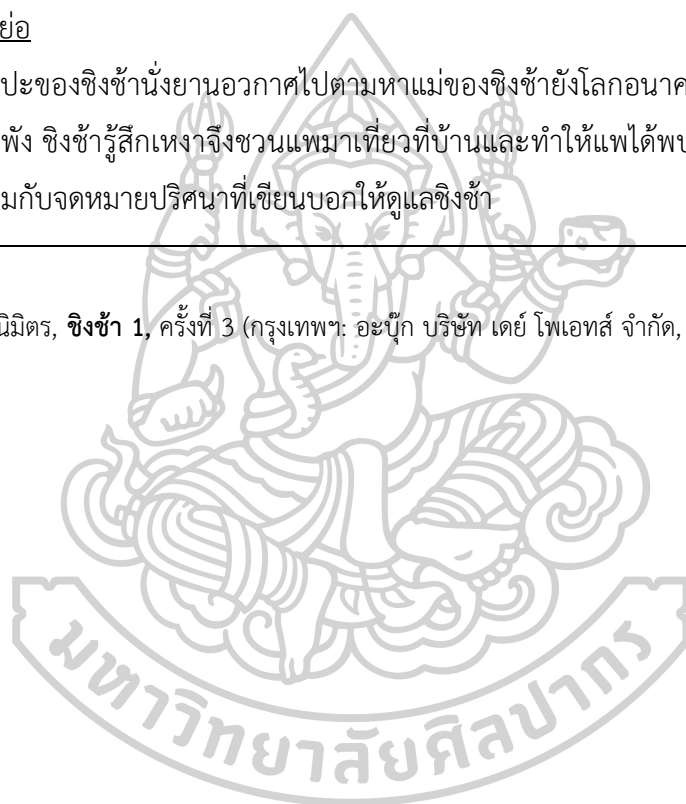 ย่อ
ปะของชิงช้านั่งยานอวกาศไปตามหาแม่ของชิงช้ายังโลกอนาค
พัง ชิงช้ารู้สึกเหงาจึงชวนแพมาเที่ยวที่บ้านและทำให้แพได้พบ
มกับจดหมายปริศนาที่เขียนบอกให้ดูแลชิงช้า
นิมิตร, ชิงช้า 1, ครั้งที่ 3 (กรุงเทพฯ: อะบุ๊ก บริษัท เดย์ โพเอทส์ จำกัด,
มหาวิทยาลัยศิลปากร